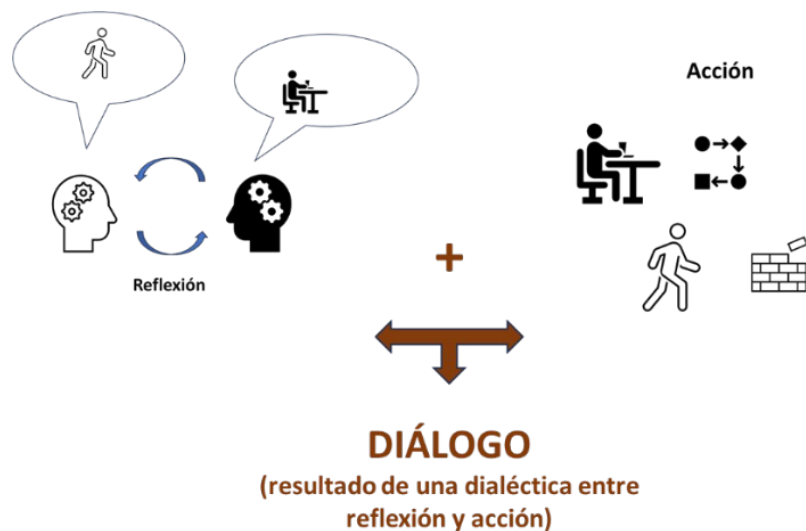 Acción
Reflexión
+
DIÁLOGO
(resultado de una dialéctica entre
reflexión y acción)